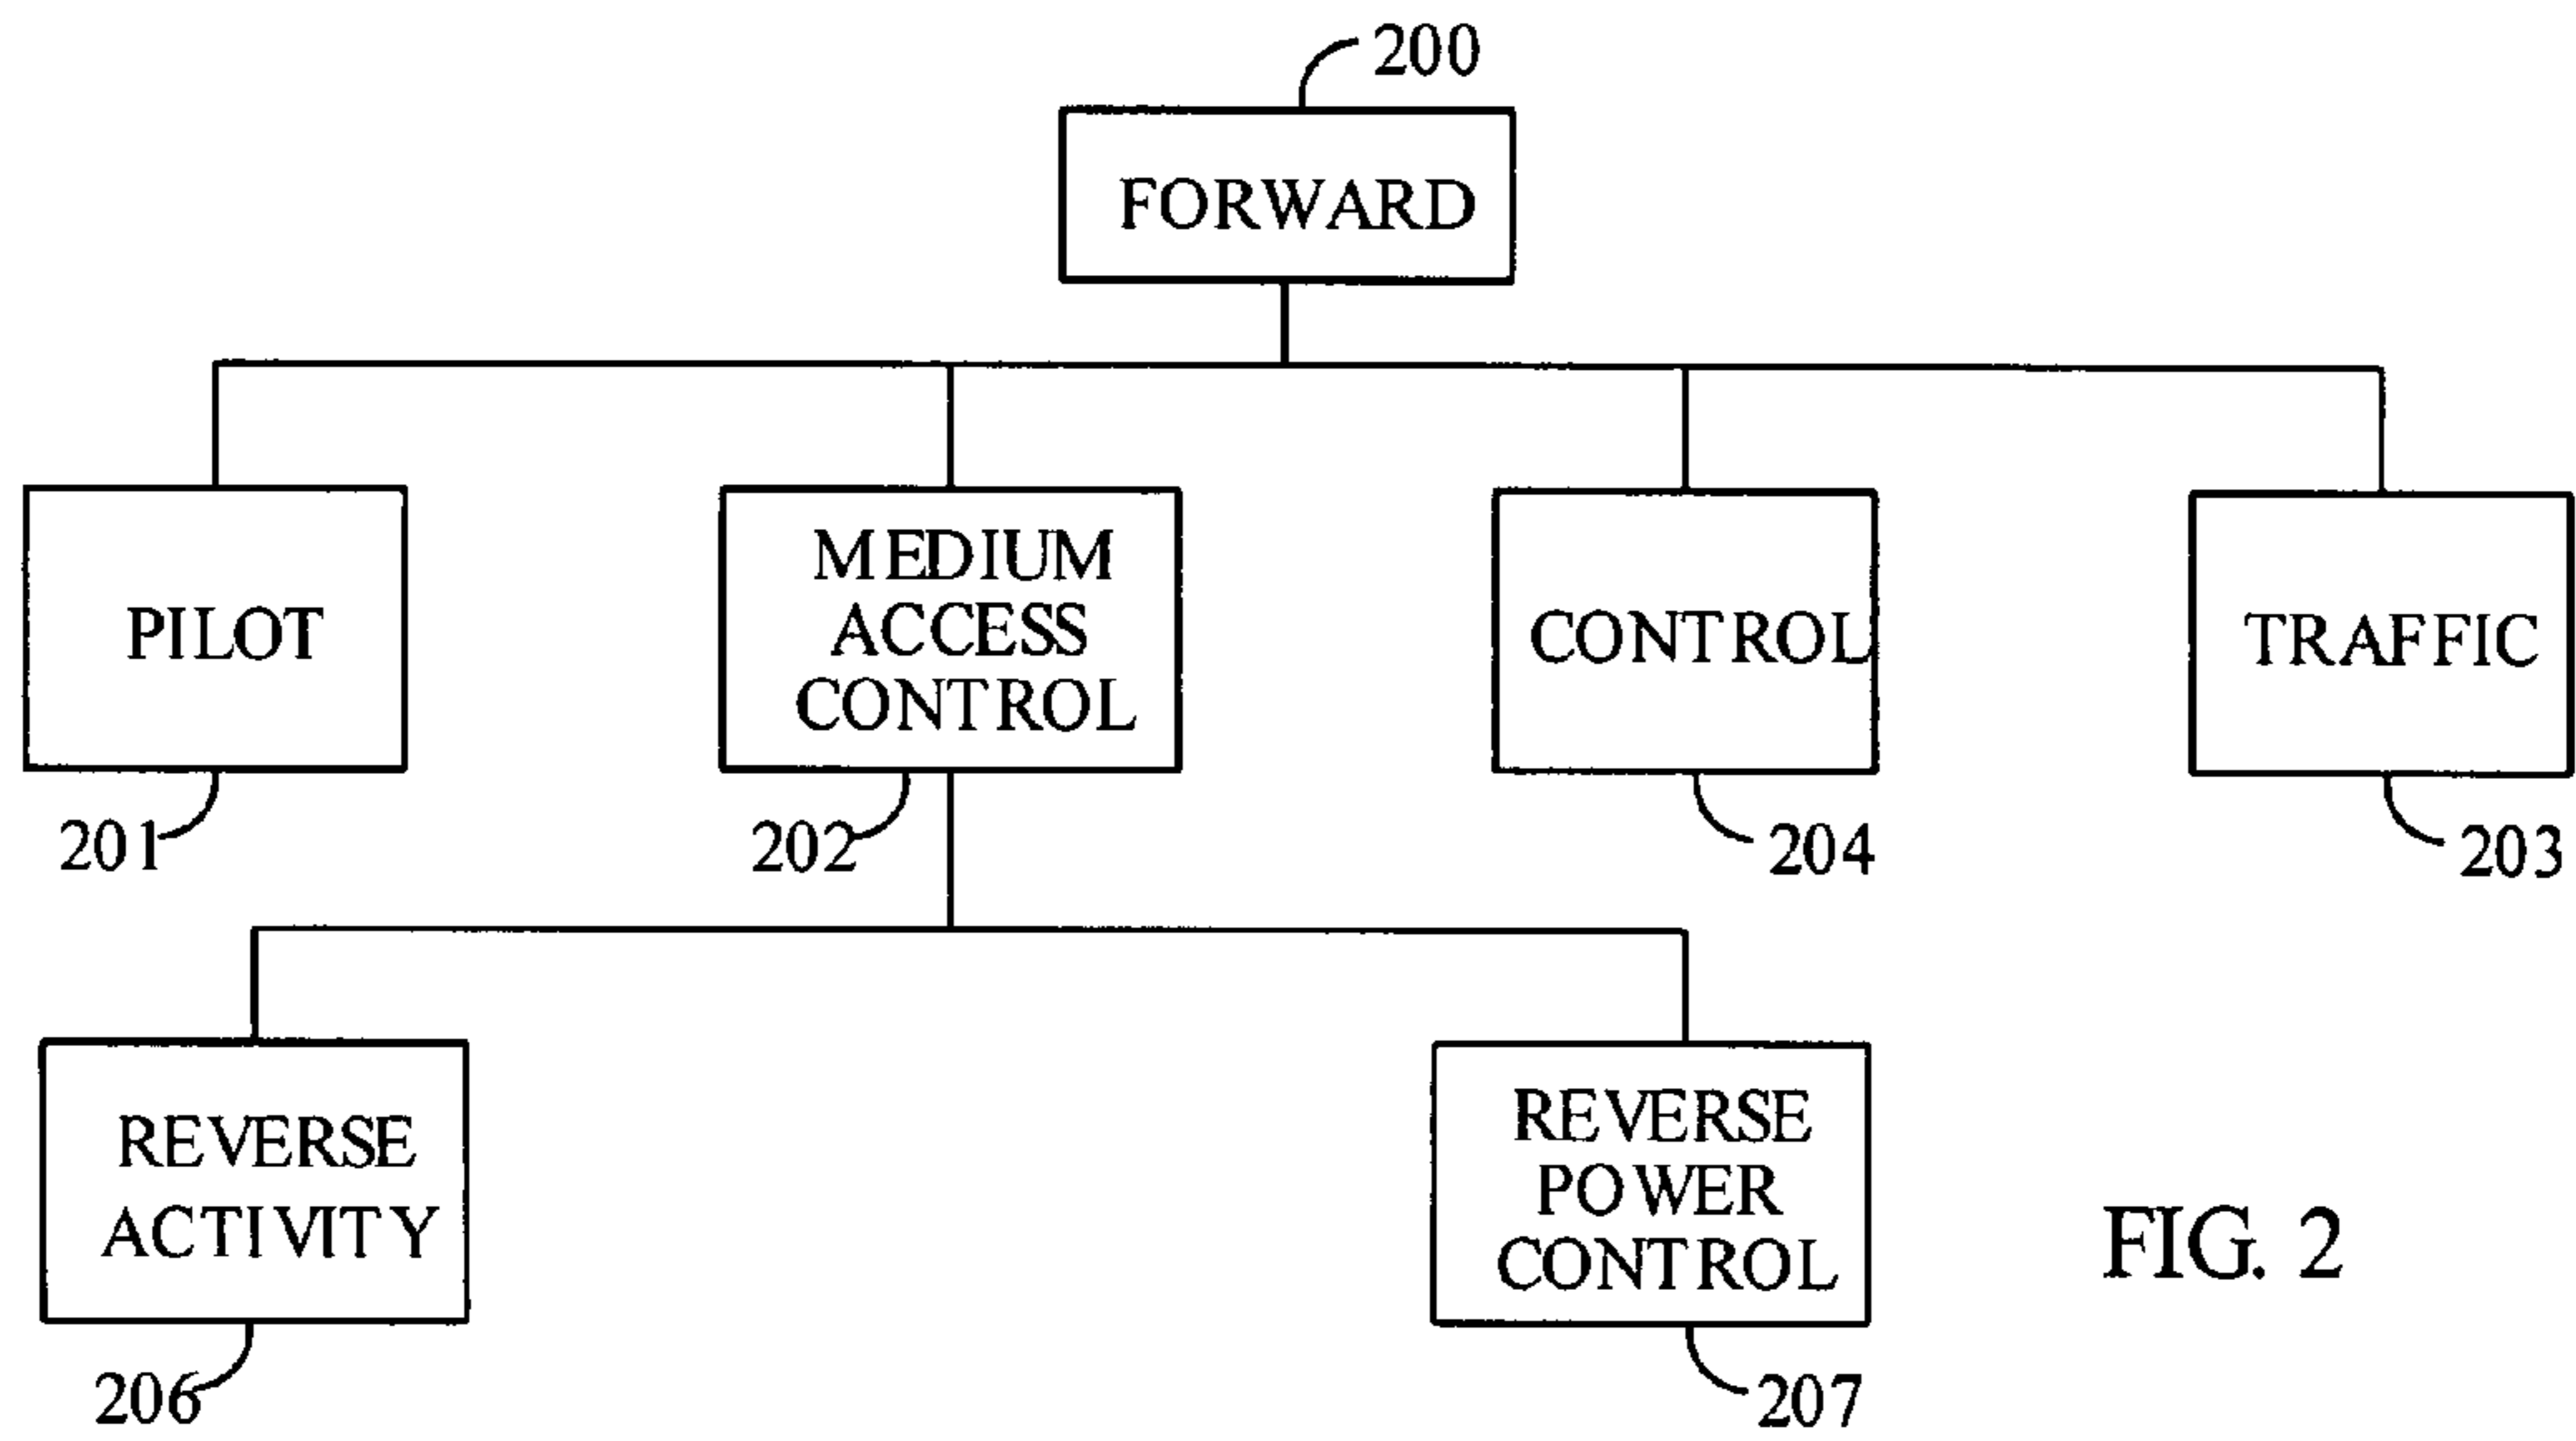 200
FORWARD
PILOT
MEDIUM
ACCESS
CONTROL
CONTROL
TRAFFIC
201
202
204
203
REVERSE
ACTIVITY
REVERSE
POWER
CONTROL
FIG. 2
206
207